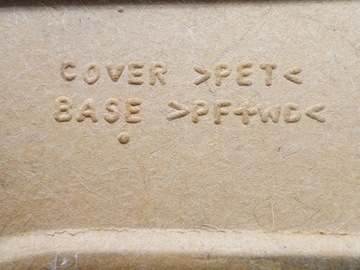 COVER >PET<
BASE >PF+WD<